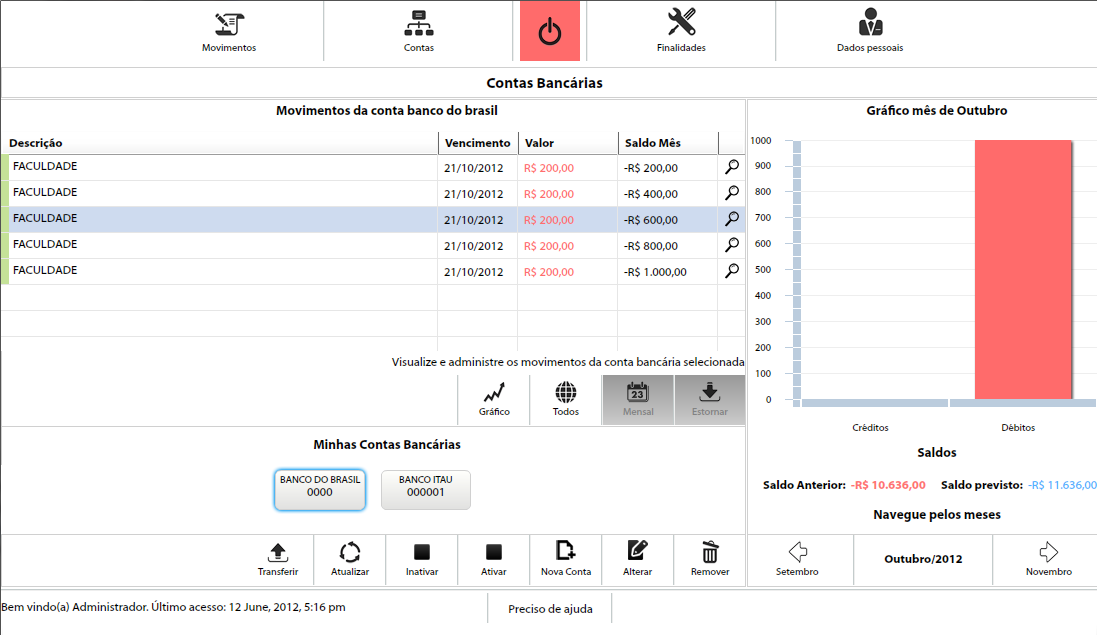 Movimentos
Contas
Finalidades
Dados pessoais
Contas Bancárias
Movimentos da conta banco do brasil
Descrição Vencimento Valor Saldo Mês
FACULDADE 21/10/2012 R$ 200,00 -R$ 200,00
FACULDADE 21/10/2012 R$ 200,00 -R$ 400,00
FACULDADE 21/10/2012 R$ 200,00 -R$ 600,00
FACULDADE 21/10/2012 R$ 200,00 -R$ 800,00
FACULDADE 21/10/2012 R$ 200,00 -R$ 1.000,00
Visualize e administre os movimentos da conta bancária selecionada
Gráfico
Todos
23
Mensal
Estornar
Minhas Contas Bancárias
BANCO DO BRASIL
0000
BANCO ITAU
000001
Transferir
Atualizar
Inativar
Ativar
Nova Conta
Alterar
Remover
Gráfico mês de Outubro
1000
900
800
700
600
500
400
300
200
100
0
Créditos
Débitos
Saldos
Saldo Anterior: -R$ 10.636,00 Saldo previsto: -R$ 11.636,00
Navegue pelos meses
Setembro
Outubro/2012
Novembro
Bem vindo(a) Administrador. Último acesso: 12 June, 2012, 5:16 pm
Preciso de ajuda